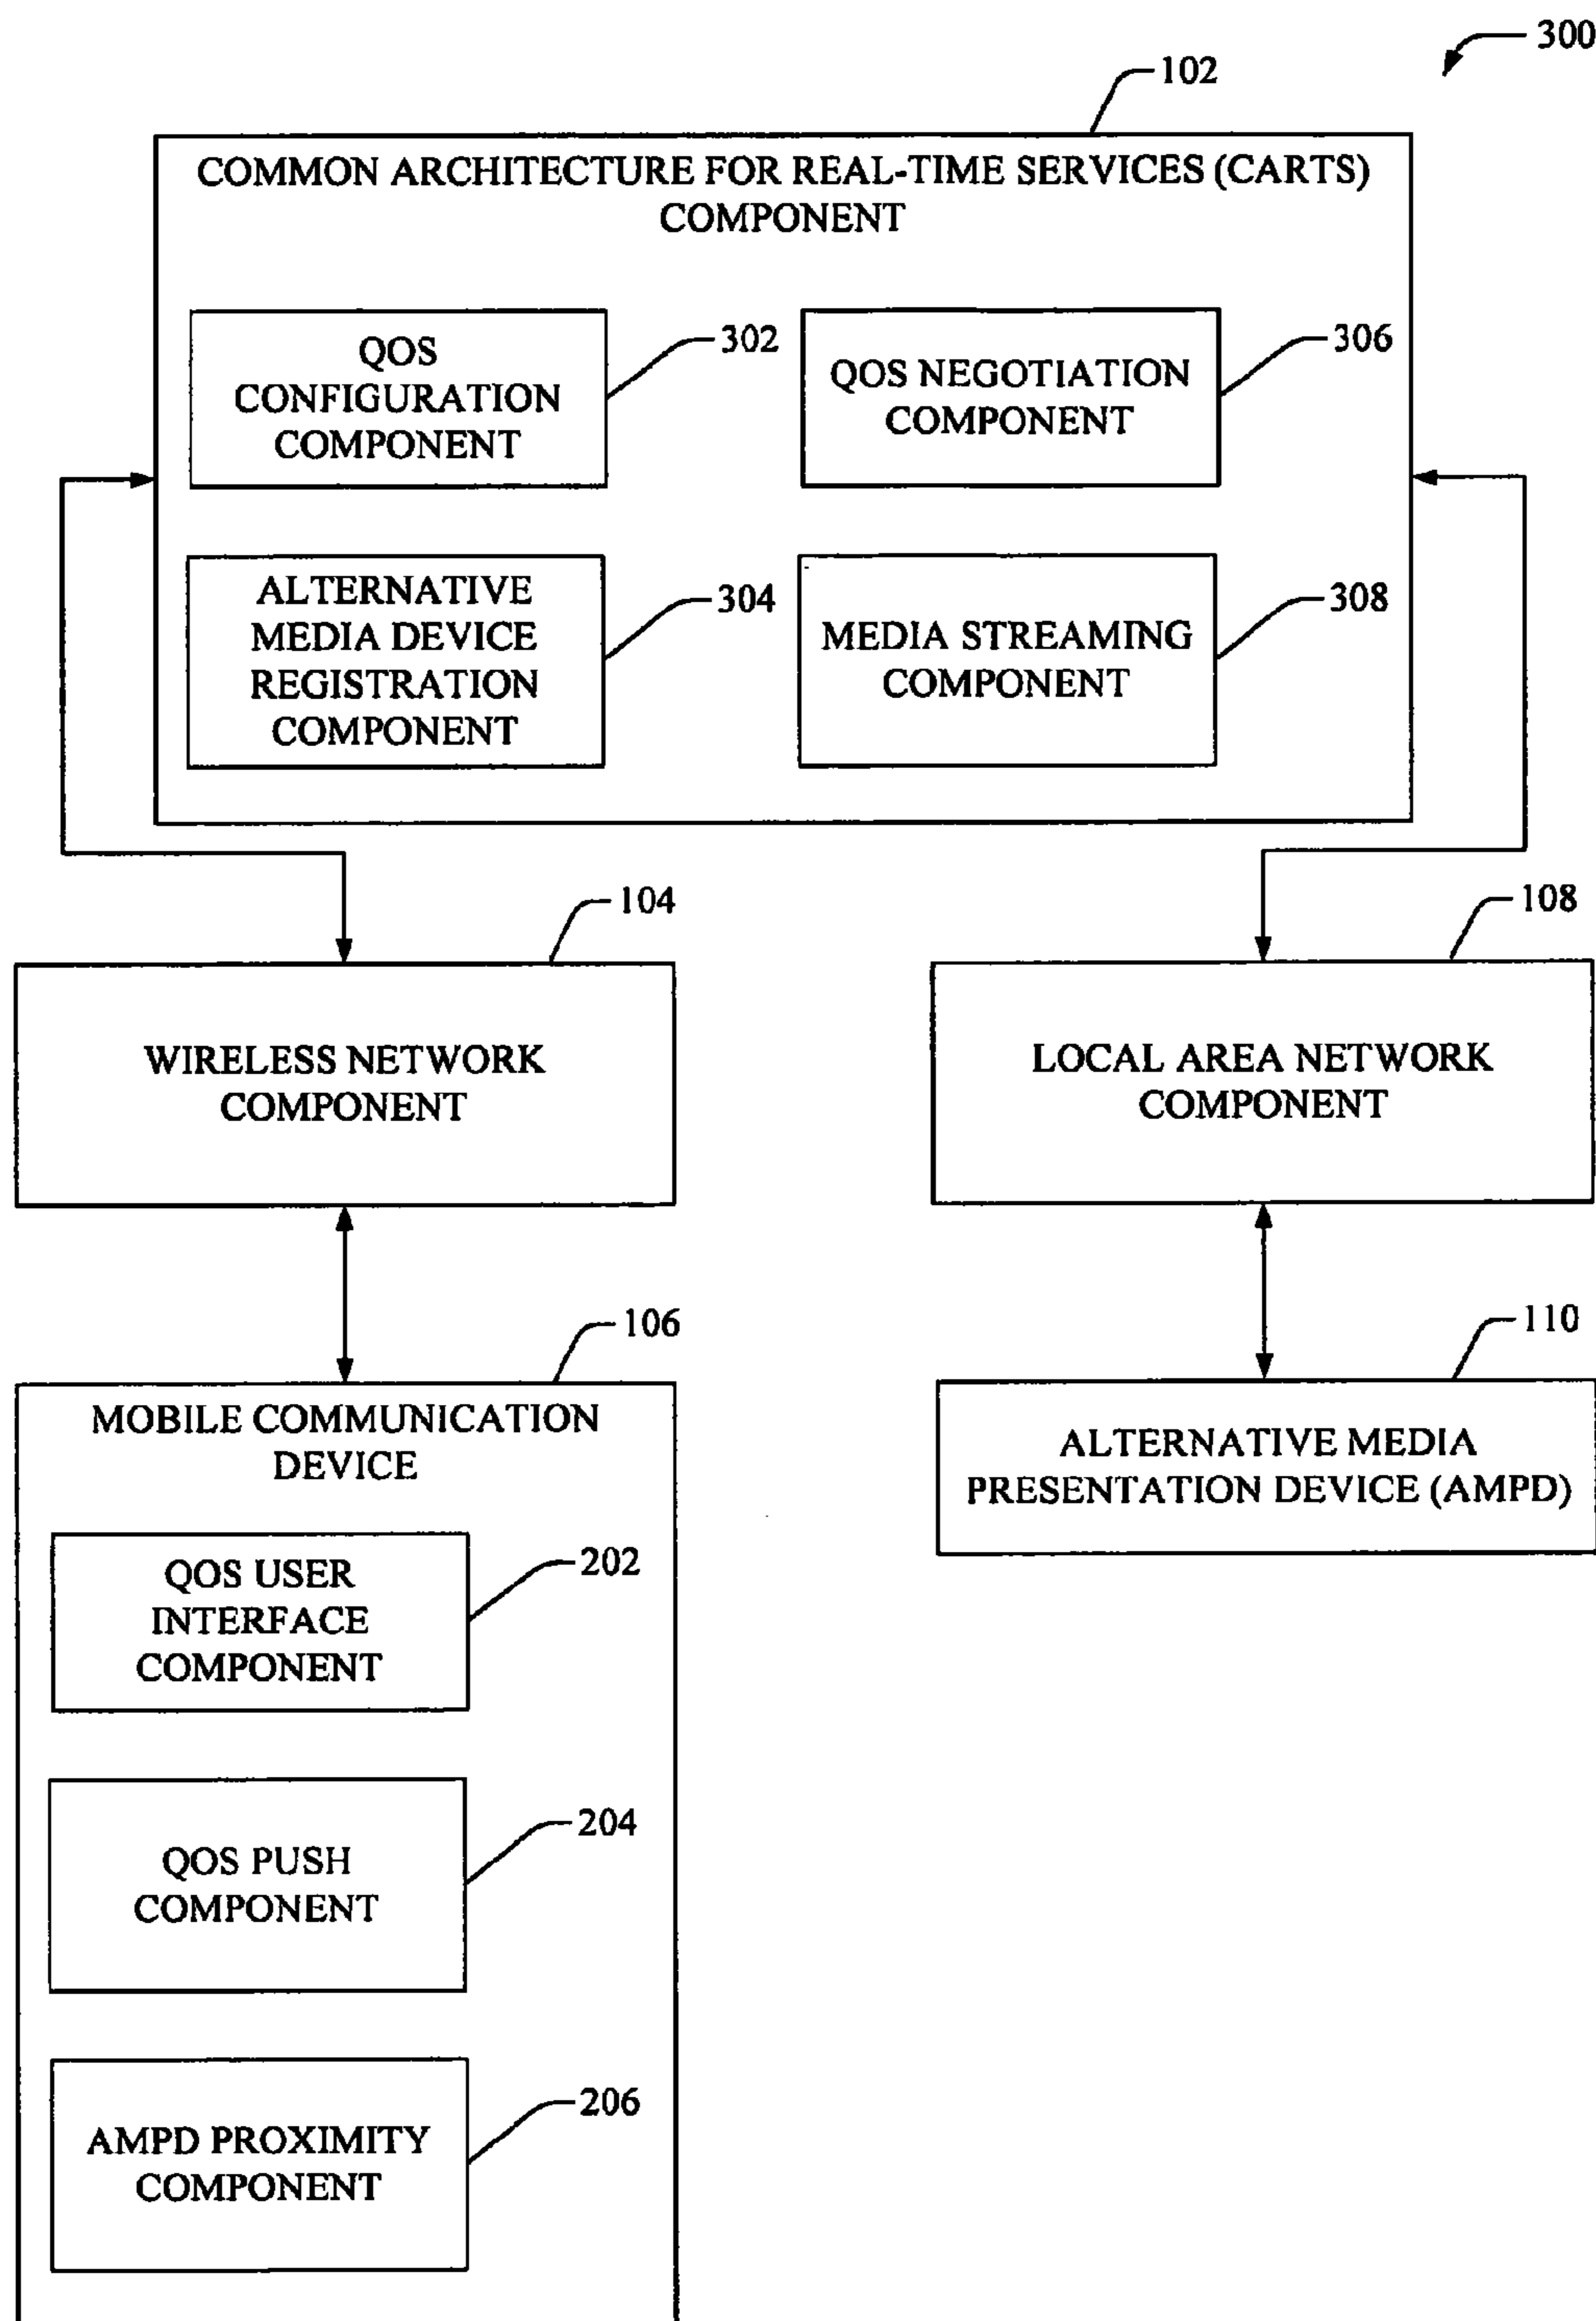 300
102
COMMON ARCHITECTURE FOR REAL-TIME SERVICES (CARTS)
COMPONENT
QOS
CONFIGURATION
COMPONENT
302
QOS NEGOTIATION
COMPONENT
306
ALTERNATIVE
MEDIA DEVICE
REGISTRATION
COMPONENT
304
MEDIA STREAMING
COMPONENT
308
104
WIRELESS NETWORK
COMPONENT
108
LOCAL AREA NETWORK
COMPONENT
106
MOBILE COMMUNICATION
DEVICE
110
ALTERNATIVE MEDIA
PRESENTATION DEVICE (AMPD)
QOS USER
INTERFACE
COMPONENT
202
QOS PUSH
COMPONENT
204
AMPD PROXIMITY
COMPONENT
206